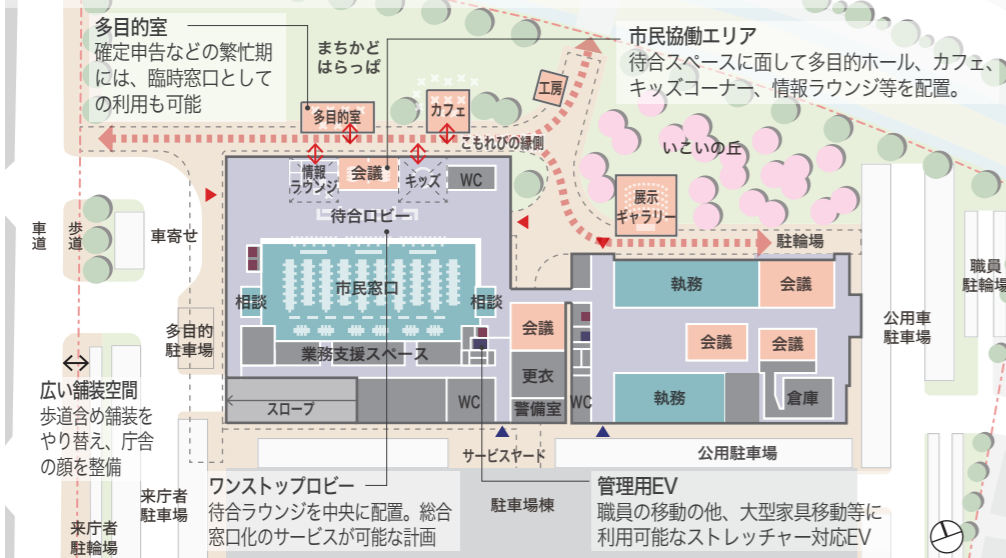 多目的室
確定申告などの繁忙期
には、臨時窓口として
の利用も可能
まちかど
はらっぱ
市民協働エリア
待合スペースに面して多目的ホール、カフェ、
キッズコーナー、情報ラウンジ等を配置。
工房
多目的室
カフェ
こもれびの縁側
いこいの丘
情報
ラウンジ
会議
キッズ
WC
展示
ギャラリー
待合ロビー
車道
歩道
車寄せ
駐輪場
職員
駐輪場
市民窓口
相談
相談
執務
会議
多目的
駐車場
会議
会議
会議
公用車
駐車場
業務支援スペース
更衣
広い舗装空間
歩道含め舗装を
やり替え、庁舎
の顔を整備
スロープ
WC
警備室
WC
執務
倉庫
サービスヤード
公用駐車場
ワンストップロビー
待合ラウンジを中央に配置。総合
窓口化のサービスが可能な計画
駐車場棟
管理用EV
職員の移動の他、大型家具移動等に
利用可能なストレッチャー対応EV
来庁者
駐車場
来庁者
駐輪場